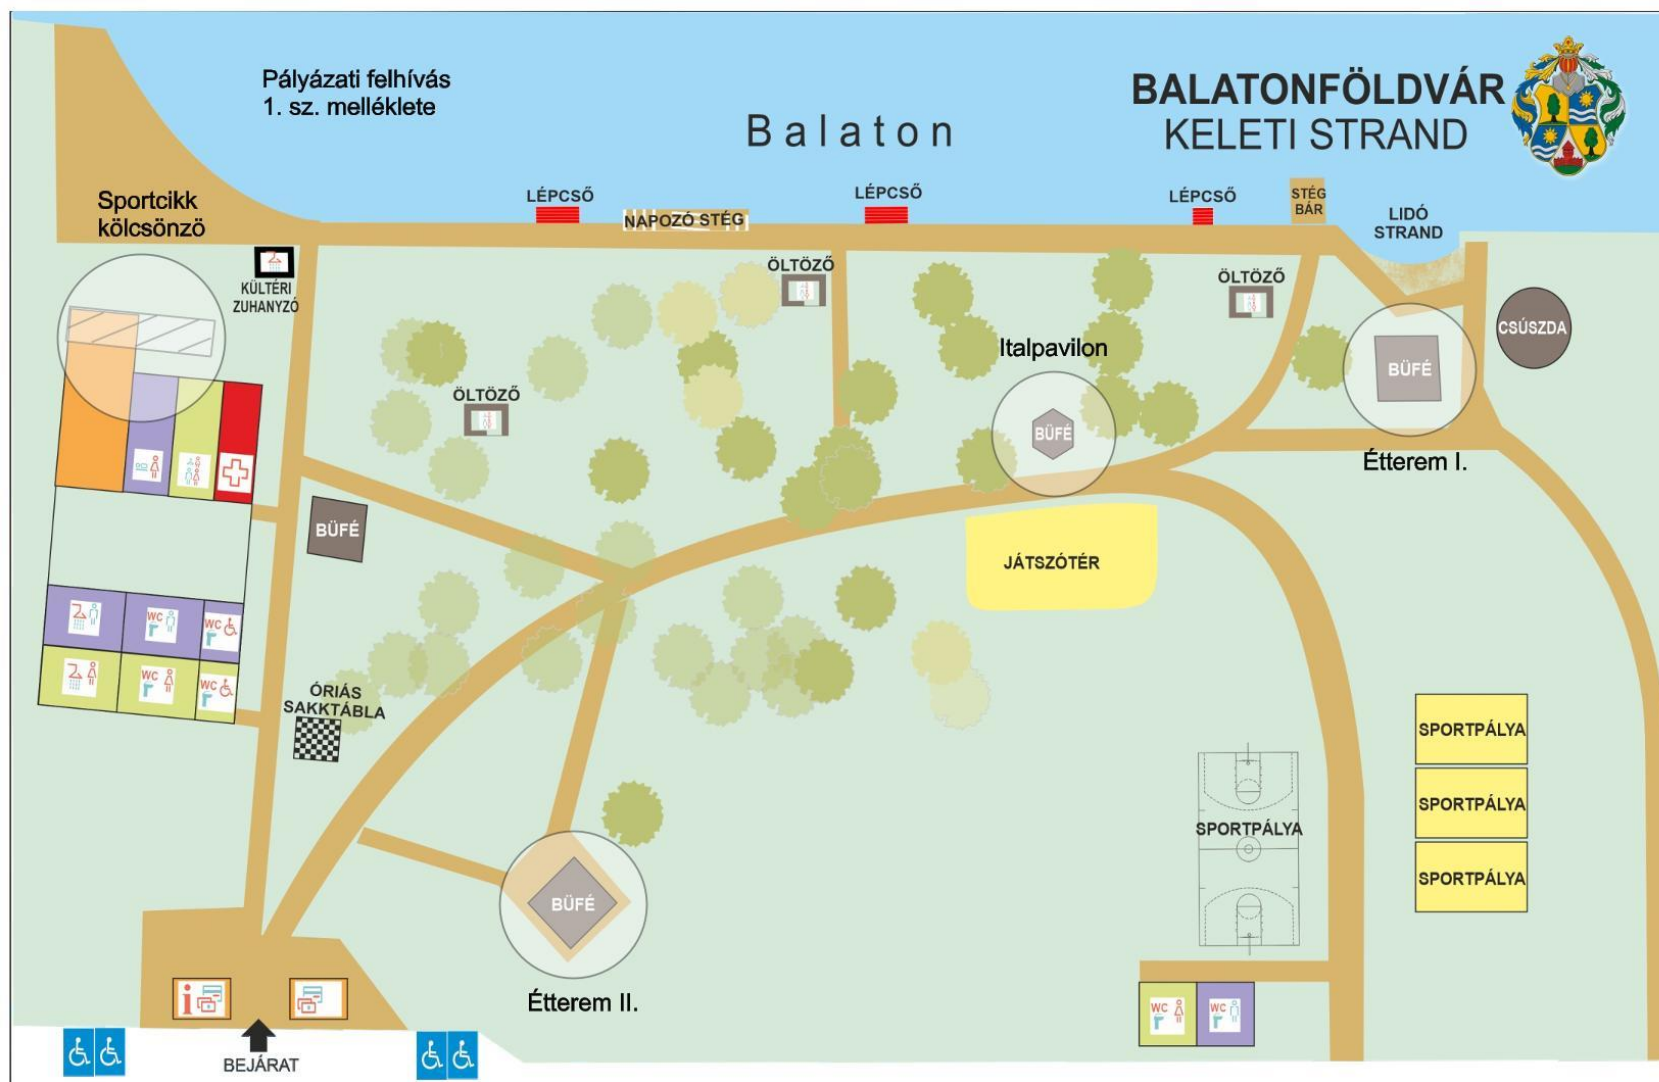 Pályázati felhívás
1. sz. melléklete
Balaton
BALATONFÖLDVÁR
KELETI STRAND
Sportcikk
kölcsönzö
LÉPCSŐ
NAPOZÓ STÉG
LÉPCSŐ
LÉPCSŐ
STÉG
BÁR
LIDÓ
STRAND
KÜLTÉRI
ZUHANYZÓ
ÖLTÖZŐ
ÖLTÖZŐ
CSÚSZDA
Italpavilon
BÜFÉ
ÖLTÖZŐ
BÜFÉ
Étterem I.
BÜFÉ
JÁTSZÓTÉR
WC
WC
WC
WC
ÓRIÁS
SAKKTÁBLA
SPORTPÁLYA
SPORTPÁLYA
SPORTPÁLYA
SPORTPÁLYA
BÜFÉ
Étterem II.
i
WC
WC
BEJÁRAT